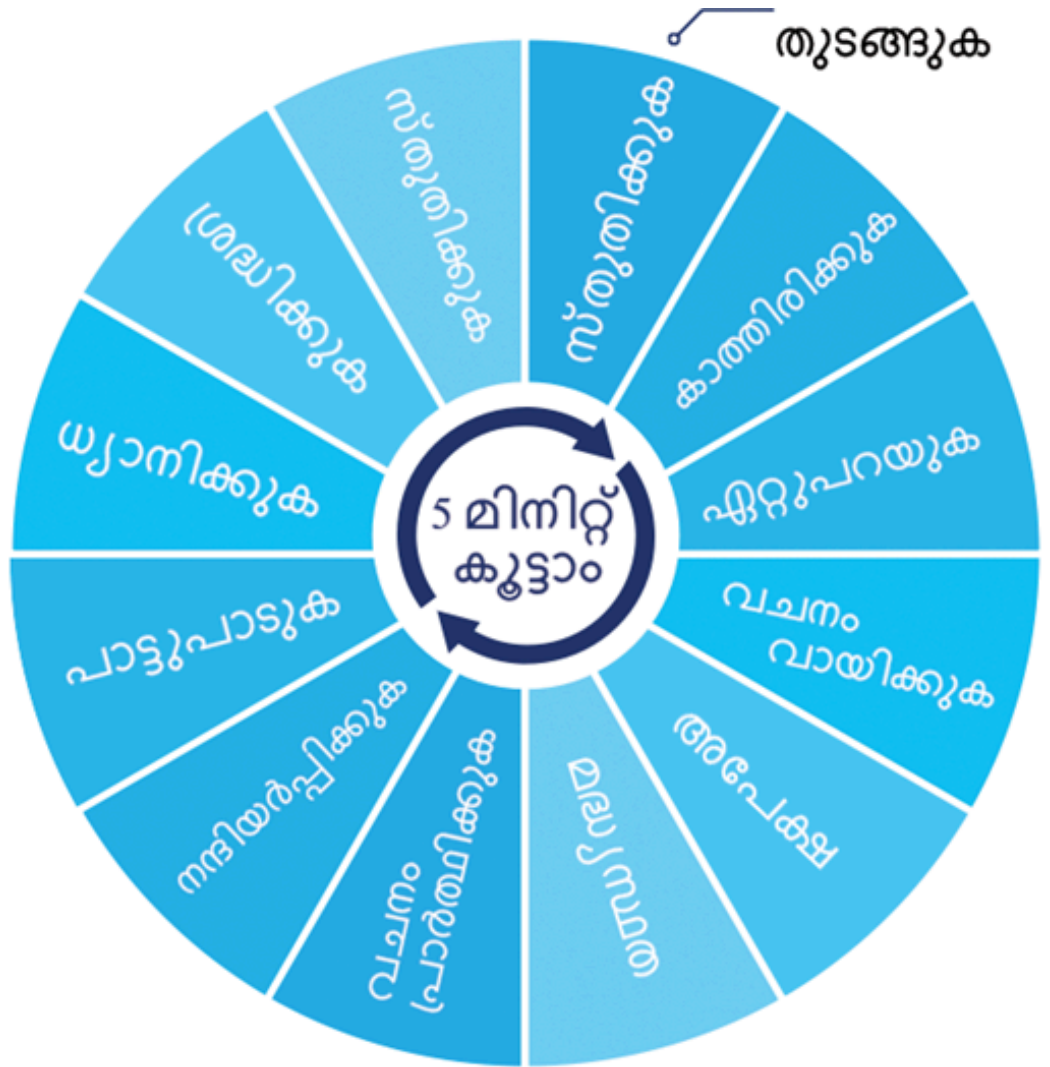 തുടങ്ങുക
സ്തുതിക്കുക
കാത്തിരിക്കുക
ഏറ്റുപറയുക
വചനം
വായിക്കുക
അപേക്ഷ
മദ്ധ്യസ്ഥത
വചനം
പ്രാർത്ഥിക്കുക
നന്ദിയർപ്പിക്കുക
പാട്ടുപാടുക
ധ്യാനിക്കുക
ശ്രദ്ധിക്കുക
സ്തുതിക്കുക
5 മിനിറ്റ്
കൂട്ടാം